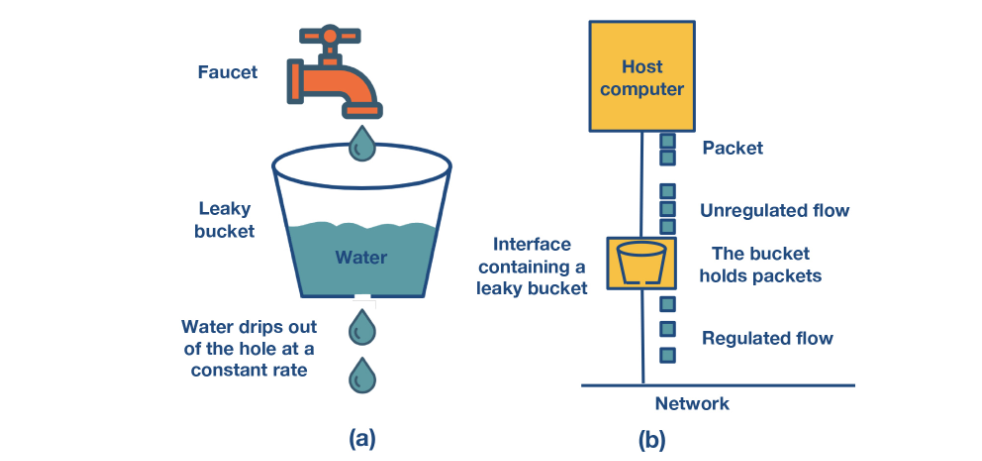 Faucet
Leaky
bucket
Water
Water drips out
of the hole at a
constant rate
(a)
Host
computer
Packet
Unregulated flow
Interface
containing a
leaky bucket
The bucket
holds packets
Regulated flow
Network
(b)